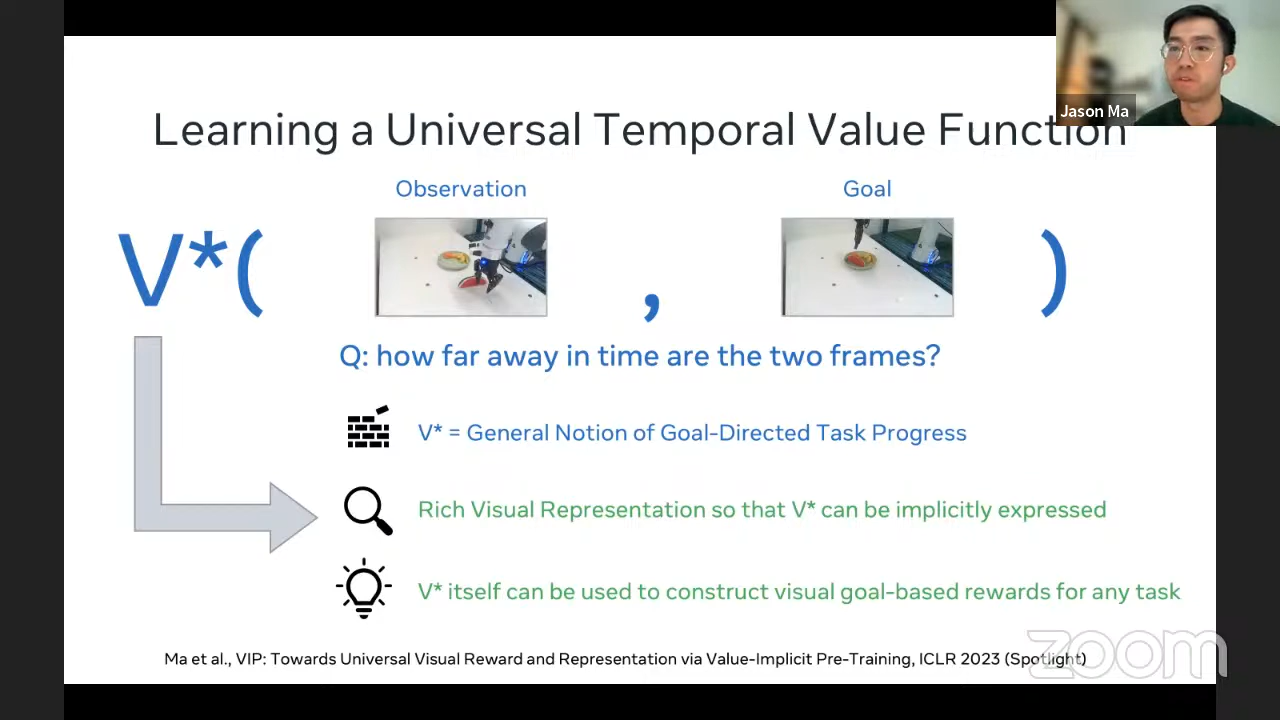 Jason Ma
Learning a Universal Temporal Value Function
Observation
Goal
V*( , )
Q: how far away in time are the two frames?
V* = General Notion of Goal-Directed Task Progress
Rich Visual Representation so that V* can be implicitly expressed
V* itself can be used to construct visual goal-based rewards for any task
Ma et al., VIP: Towards Universal Visual Reward and Representation via Value-Implicit Pre-Training, ICLR 2023 (Spotlight)
zoom